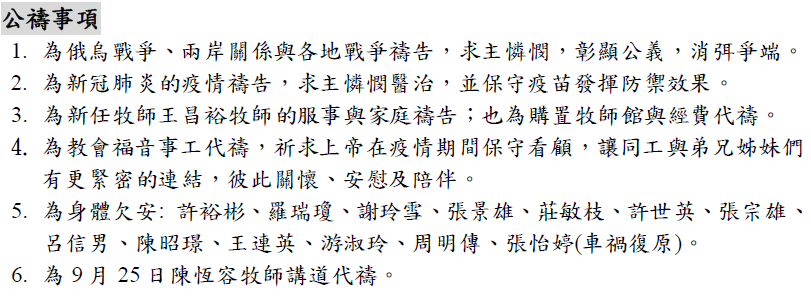 公禱事項
1. 為俄烏戰爭、兩岸關係與各地戰爭禱告，求主憐憫，彰顯公義，消弭爭端。
2. 為新冠肺炎的疫情禱告，求主憐憫醫治，並保守疫苗發揮防禦效果。
3. 為新任牧師王昌裕牧師的服事與家庭禱告；也為購置牧師館與經費代禱。
4. 為教會福音事工代禱，祈求上帝在疫情期間保守看顧，讓同工與弟兄姊妹們
有更緊密的連結，彼此關懷、安慰及陪伴。
5. 為身體欠安: 許裕彬、羅瑞瓊、謝玲雪、張景雄、莊敏枝、許世英、張宗雄、
呂信男、陳昭璟、王連英、游淑玲、周明傳、張怡婷(車禍復原)。
6. 為 9 月 25 日陳恆容牧師講道代禱。